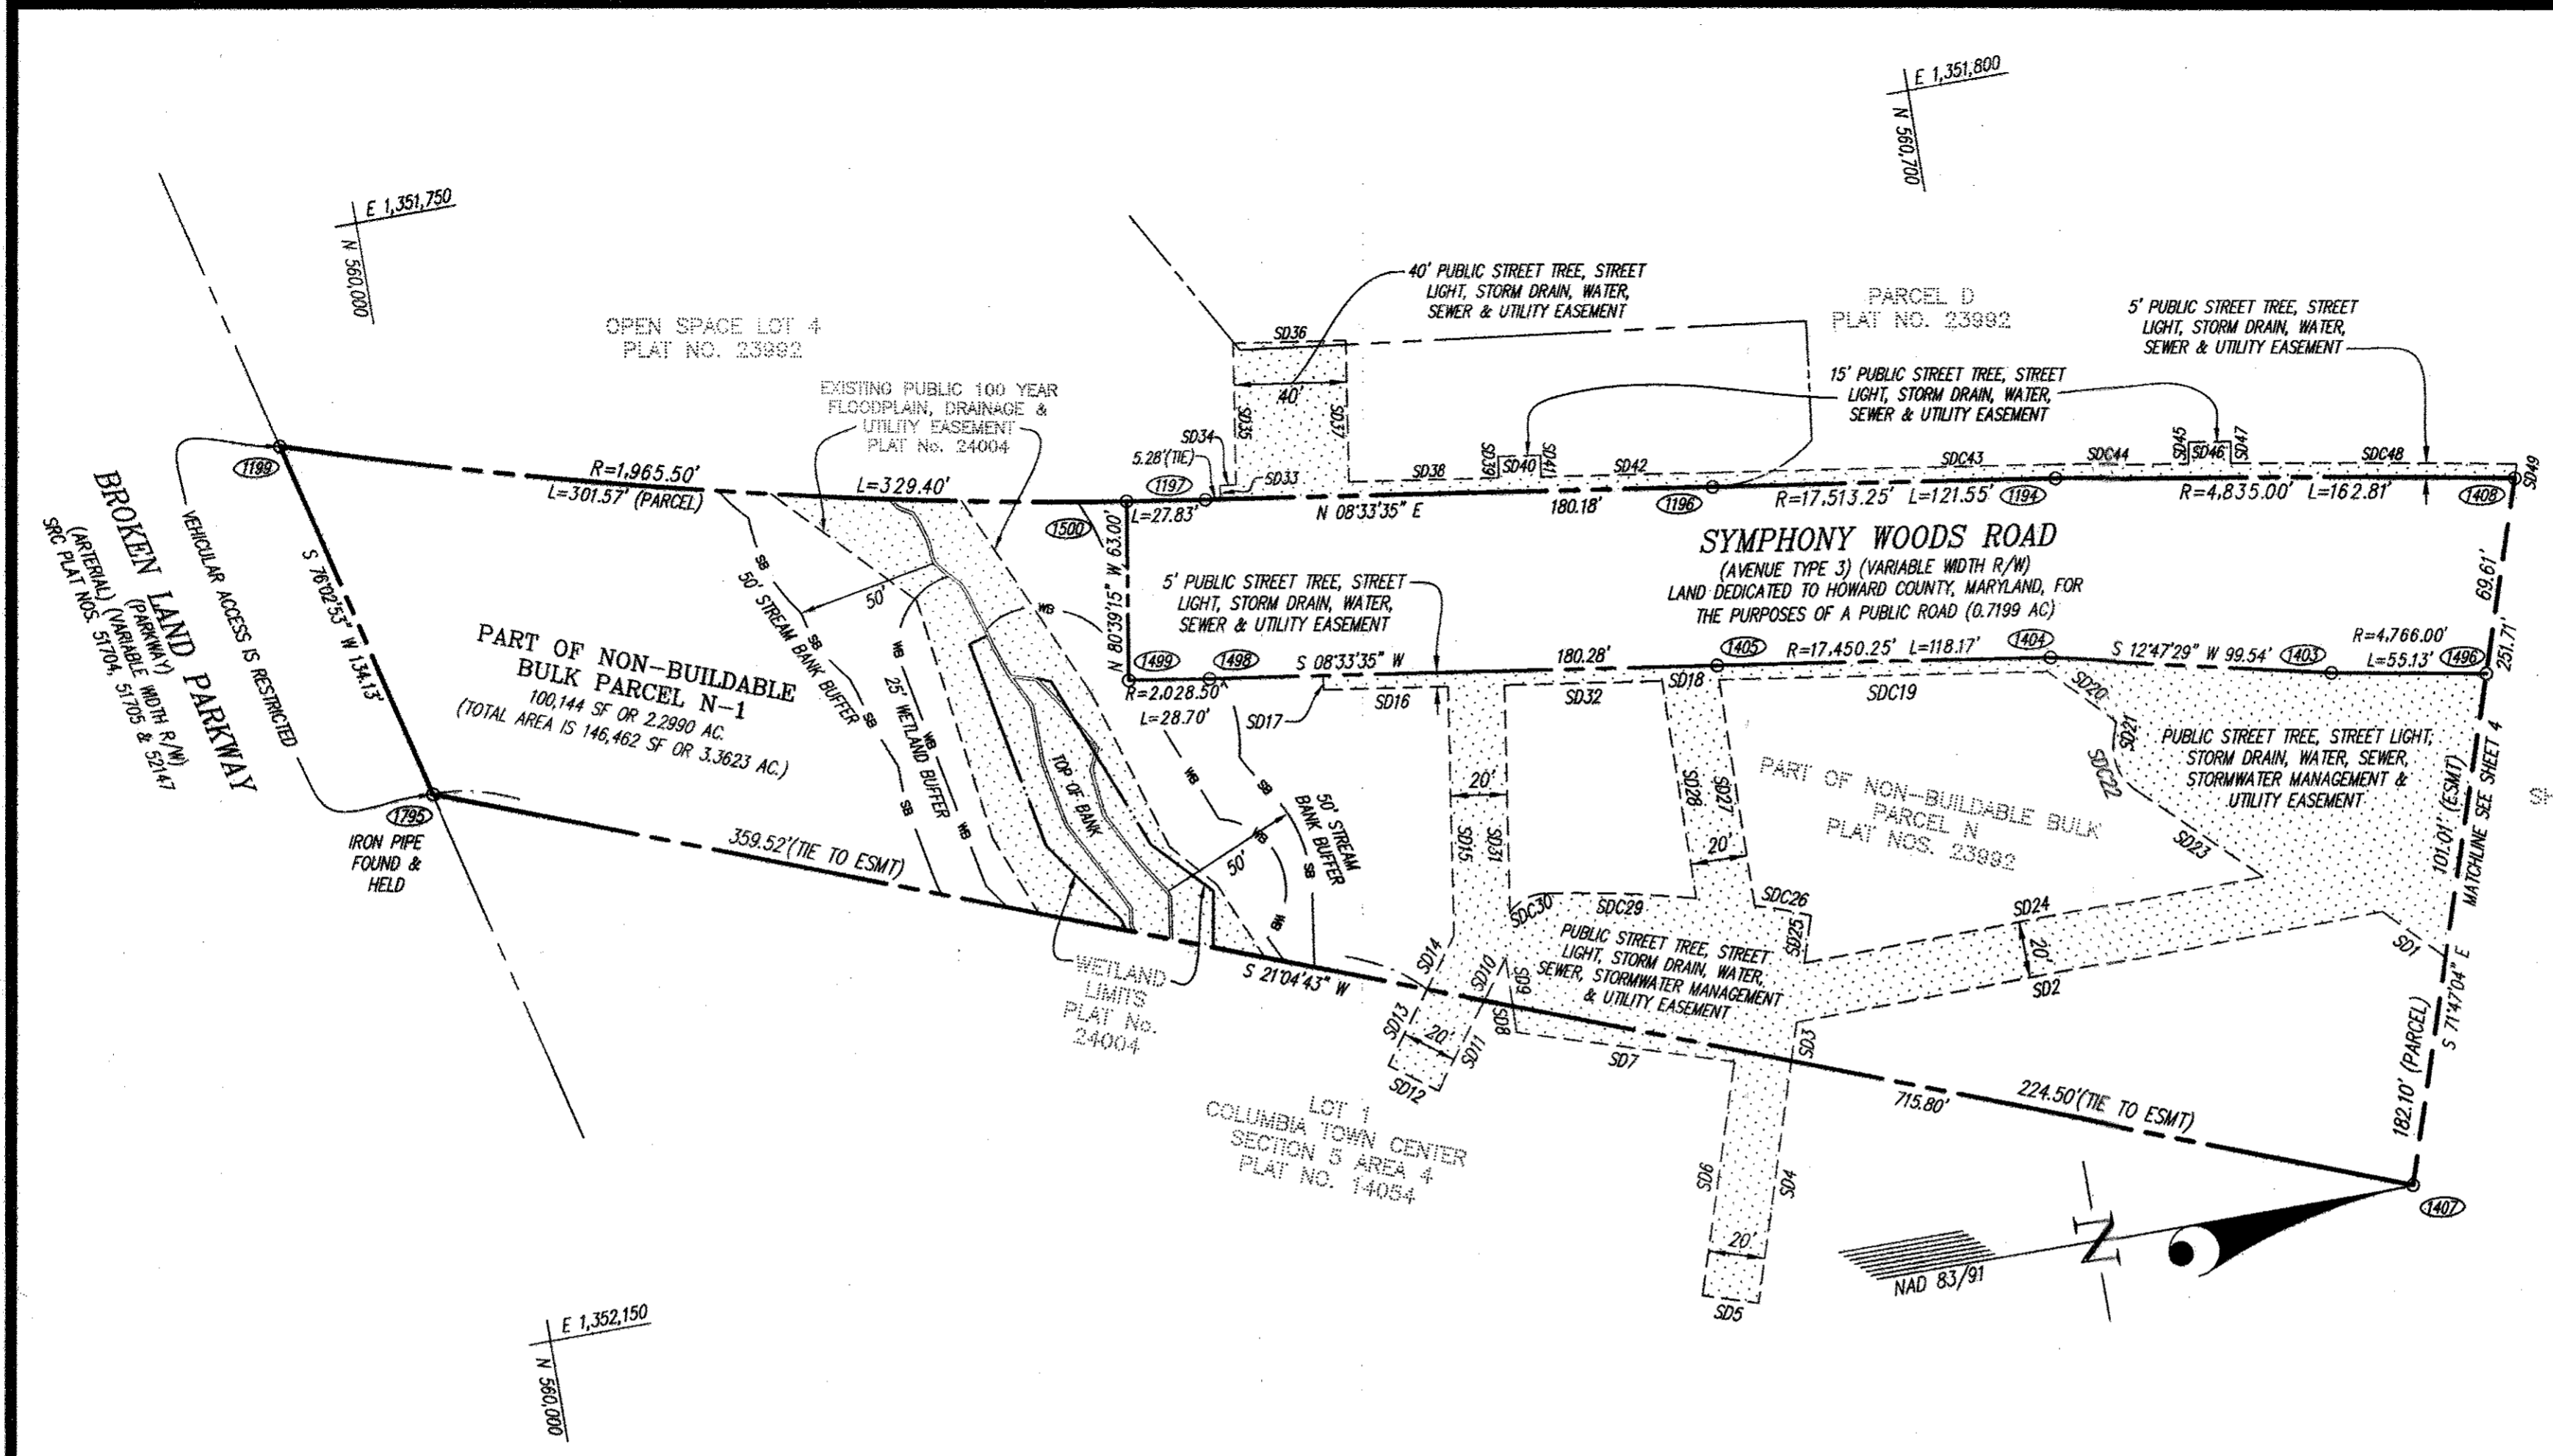 E 1,351,800
N 560,700
E 1,351,750
N 560,000
OPEN SPACE LOT 4
PLAT NO. 23992
40' PUBLIC STREET TREE, STREET
LIGHT, STORM DRAIN, WATER,
SEWER & UTILITY EASEMENT
PARCEL D
PLAT NO. 23992
5' PUBLIC STREET TREE, STREET
LIGHT, STORM DRAIN, WATER,
SEWER & UTILITY EASEMENT
15' PUBLIC STREET TREE, STREET
LIGHT, STORM DRAIN, WATER,
SEWER & UTILITY EASEMENT
EXISTING PUBLIC 100 YEAR
FLOODPLAIN, DRAINAGE &
UTILITY EASEMENT
PLAT No. 24004
SD36
40'
SD35
SD37
SD34
5.28'(TIE)
SD33
SD38
SD39
SD40
SD41
SD42
SDC43
SDC44
SD45
SD46
SD47
SDC48
SD49
1199
R=1,965.50'
L=301.57' (PARCEL)
L=329.40'
1500
1197
L=27.83'
N 08°33'35" E
180.18'
1196
R=17,513.25' L=121.55'
1194
R=4,835.00' L=162.81'
1408
SYMPHONY WOODS ROAD
(AVENUE TYPE 3) (VARIABLE WIDTH R/W)
LAND DEDICATED TO HOWARD COUNTY, MARYLAND, FOR
THE PURPOSES OF A PUBLIC ROAD (0.7199 AC)
69.61'
251.71'
N 80°39'15" W 63.00'
5' PUBLIC STREET TREE, STREET
LIGHT, STORM DRAIN, WATER,
SEWER & UTILITY EASEMENT
1499
1498
R=2,028.50'
L=28.70'
S 08°33'35" W
180.28'
1405
R=17,450.25' L=118.17'
1404
S 12°47'29" W 99.54'
1403
R=4,766.00'
L=55.13'
1496
BROKEN LAND PARKWAY
(PARKWAY)
(ARTERIAL) (VARIABLE WIDTH R/W)
SRC PLAT NOS. 51704, 51705 & 52147
VEHICULAR ACCESS IS RESTRICTED
S 76°02'53" W 134.13'
1795
IRON PIPE
FOUND &
HELD
PART OF NON-BUILDABLE
BULK PARCEL N-1
100,144 SF OR 2.2990 AC.
(TOTAL AREA IS 146,462 SF OR 3.3623 AC.)
SB
50' STREAM BANK BUFFER
SB
SB
SB
50'
WB
25' WETLAND BUFFER
WB
WB
WB
TOP OF BANK
WB
SB
WB
WB
SB
50' STREAM
BANK BUFFER
50'
359.52'(TIE TO ESMT)
WETLAND
LIMITS
PLAT No.
24004
S 21°04'43" W
SD17
SD16
SD32
SD18
SDC19
SD20
SD21
SDC22
SD23
20'
SD15
SD31
SD28
SD27
20'
PART OF NON-BUILDABLE BULK
PARCEL N
PLAT NOS. 23992
PUBLIC STREET TREE, STREET LIGHT,
STORM DRAIN, WATER, SEWER,
STORMWATER MANAGEMENT &
UTILITY EASEMENT
101.01' (ESMT)
MATCHLINE SEE SHEET 4
SH
SDC30
SDC29
SDC26
SD25
SD24
20'
SD2
SD1
PUBLIC STREET TREE, STREET
LIGHT, STORM DRAIN, WATER,
SEWER, STORMWATER MANAGEMENT
& UTILITY EASEMENT
SD14
SD10
SD9
SD8
SD13
20'
SD11
SD12
SD7
SD3
S 71°47'04" E
182.10' (PARCEL)
224.50'(TIE TO ESMT)
715.80'
LOT 1
COLUMBIA TOWN CENTER
SECTION 5 AREA 4
PLAT NO. 14054
SD6
SD4
20'
SD5
1407
N
NAD 83/91
E 1,352,150
N 560,000